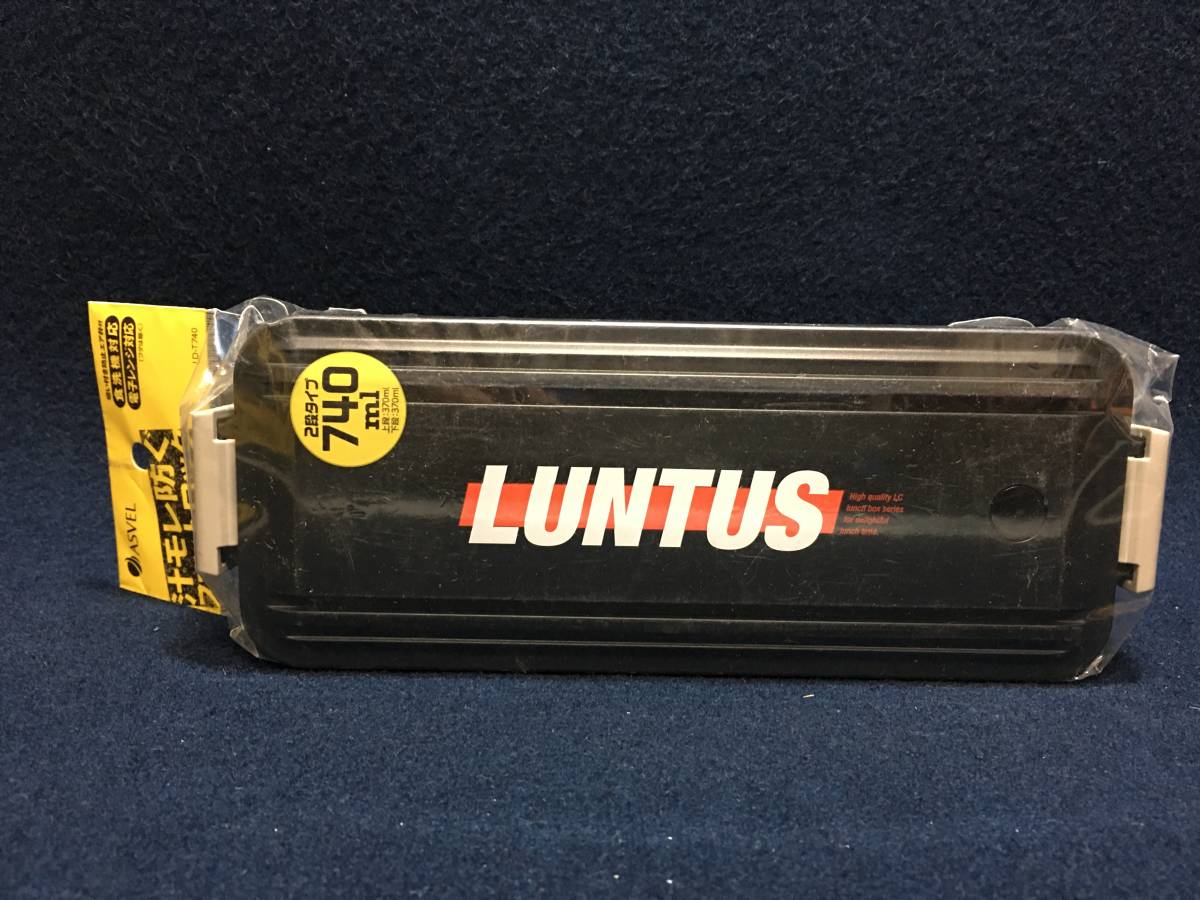 LD-T740
食洗機対応
電子レンジ対応
汁モレ防ぐ
ASVEL
2段タイプ
740
ml
上段:370ml
下段:370ml
LUNTUS
High quality LC
lunch box series
for delightful
lunch time.